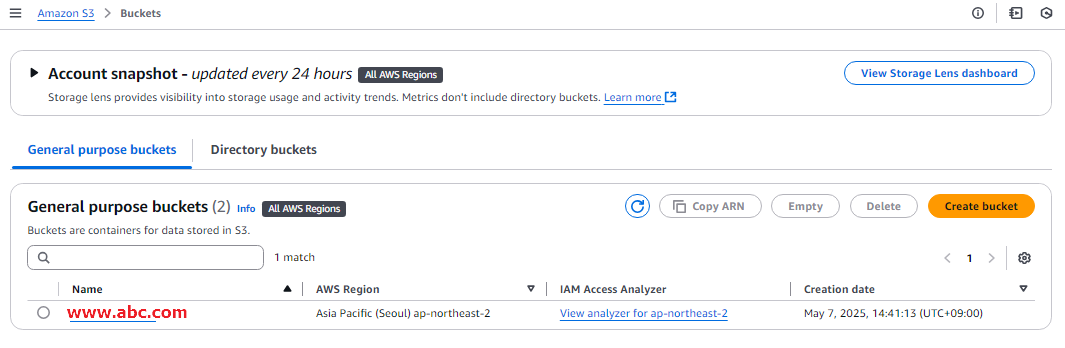 Amazon S3 > Buckets
Account snapshot - updated every 24 hours All AWS Regions View Storage Lens dashboard
Storage lens provides visibility into storage usage and activity trends. Metrics don't include directory buckets. Learn more
General purpose buckets Directory buckets
General purpose buckets (2) Info All AWS Regions Copy ARN Empty Delete Create bucket
Buckets are containers for data stored in S3.
1 match < 1 >
Name AWS Region IAM Access Analyzer Creation date
www.abc.com Asia Pacific (Seoul) ap-northeast-2 View analyzer for ap-northeast-2 May 7, 2025, 14:41:13 (UTC+09:00)